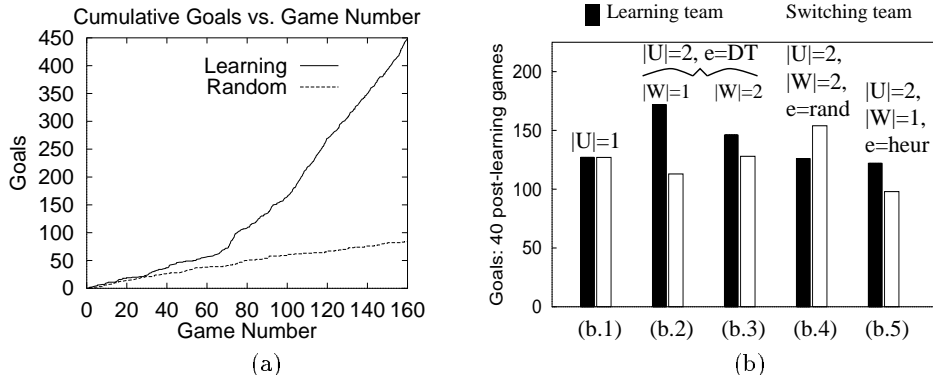 Cumulative Goals vs. Game Number
450
400
350
300
250
200
150
100
50
0
Goals
Learning
Random
0 20 40 60 80 100 120 140 160
Game Number
(a)
Learning team Switching team
Goals: 40 post-learning games
200
150
100
50
0
|U|=1
|U|=2, e=DT
|W|=1 |W|=2
|U|=2,
|W|=2,
e=rand
|U|=2,
|W|=1,
e=heur
(b.1) (b.2) (b.3) (b.4) (b.5)
(b)